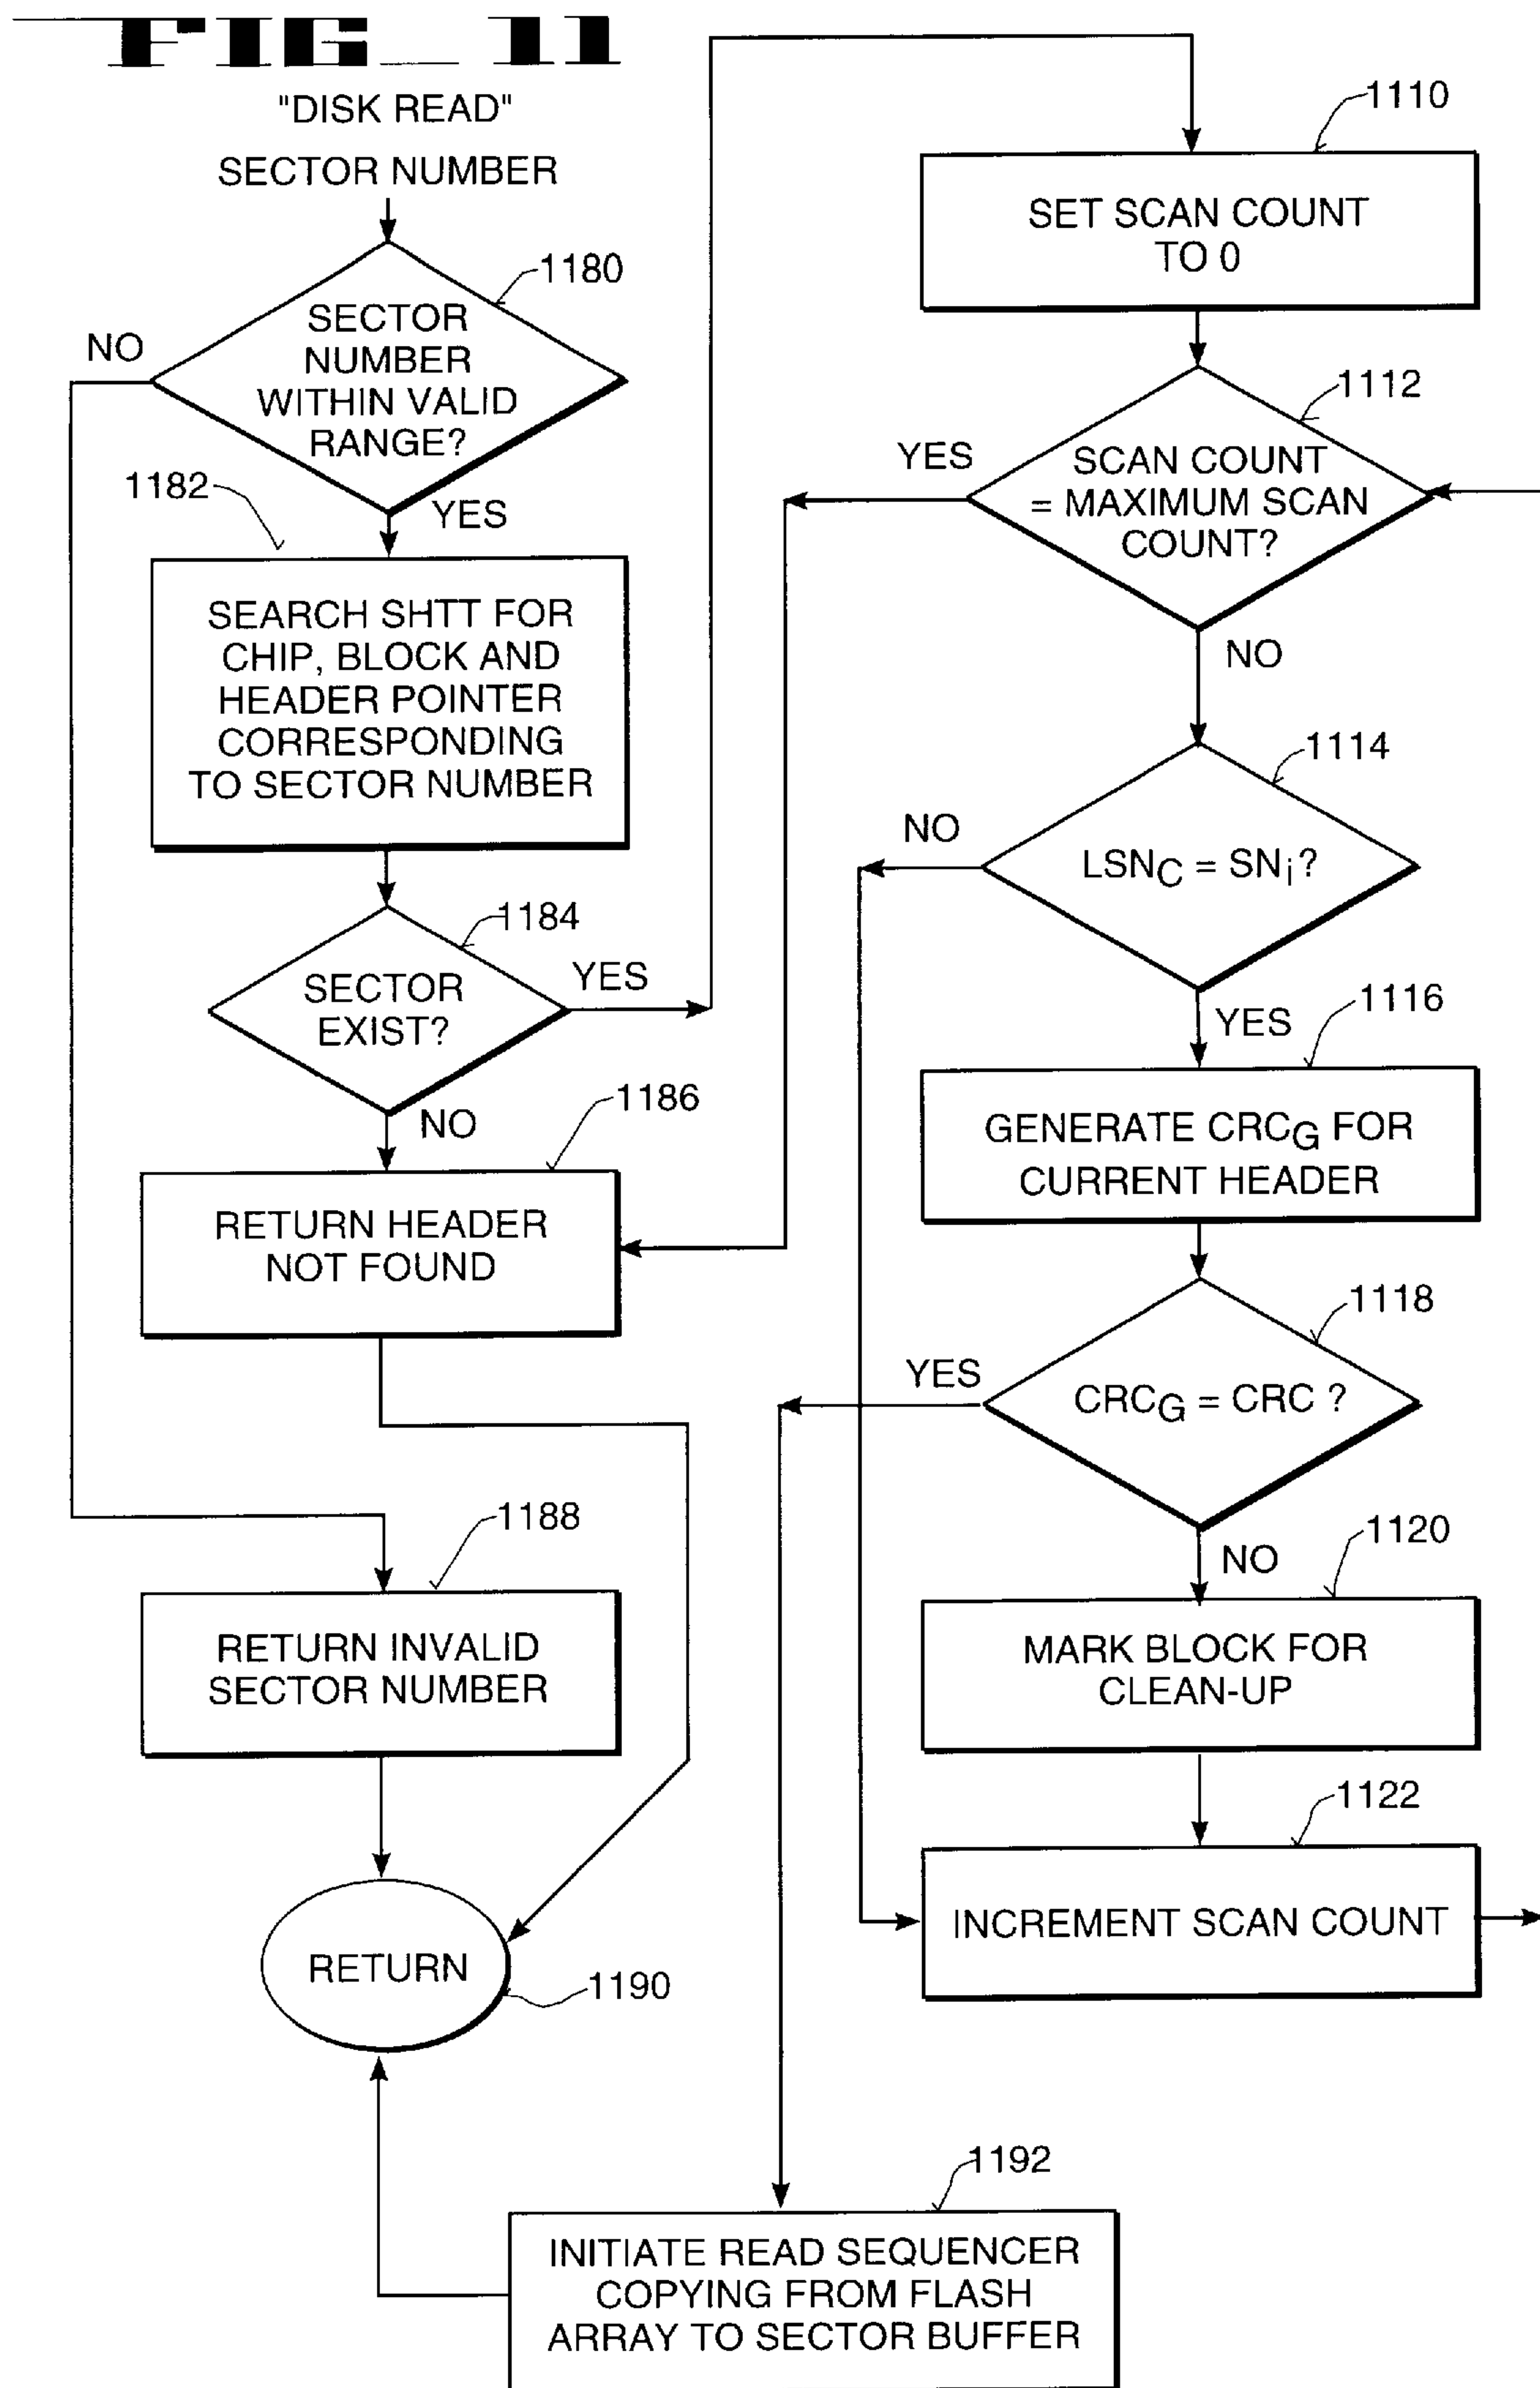 FIG_ 11
"DISK READ"
SECTOR NUMBER
1180
SECTOR
NUMBER
WITHIN VALID
RANGE?
NO
YES
1182
SEARCH SHTT FOR
CHIP, BLOCK AND
HEADER POINTER
CORRESPONDING
TO SECTOR NUMBER
1184
SECTOR
EXIST?
YES
NO
1186
RETURN HEADER
NOT FOUND
1188
RETURN INVALID
SECTOR NUMBER
RETURN
1190
1110
SET SCAN COUNT
TO 0
1112
YES
SCAN COUNT
= MAXIMUM SCAN
COUNT?
NO
1114
NO
LSNC = SNi?
YES
1116
GENERATE CRCG FOR
CURRENT HEADER
1118
YES
CRCG = CRC ?
NO
1120
MARK BLOCK FOR
CLEAN-UP
1122
INCREMENT SCAN COUNT
1192
INITIATE READ SEQUENCER
COPYING FROM FLASH
ARRAY TO SECTOR BUFFER